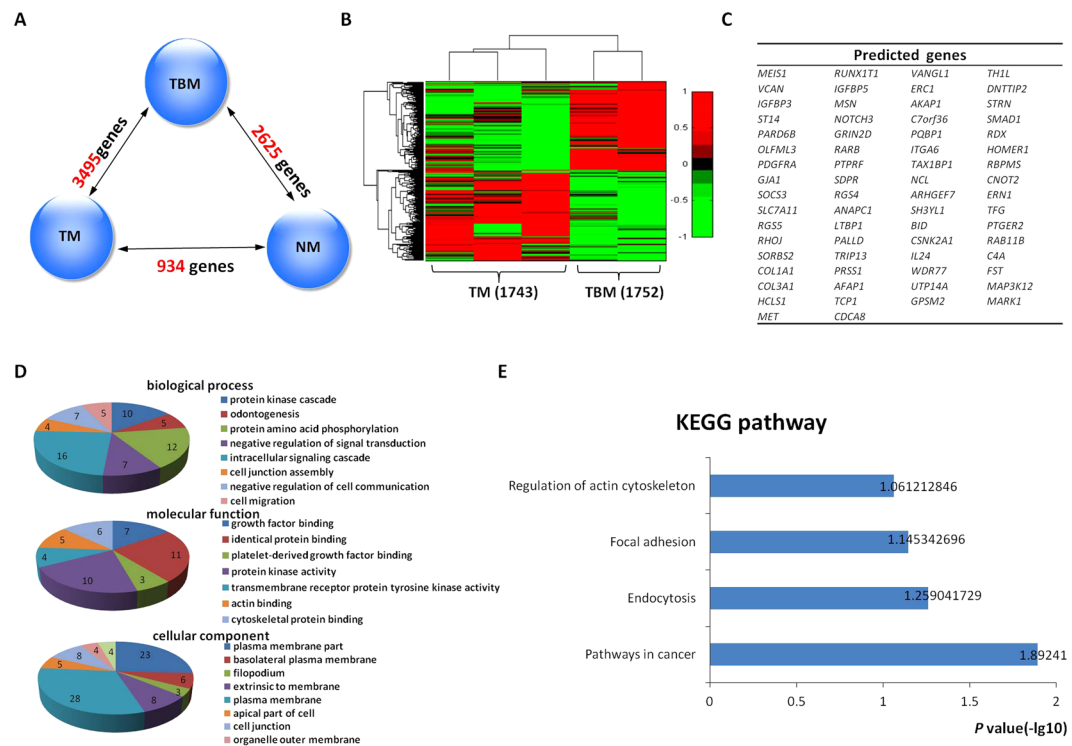 A
TBM
3495genes
2625 genes
TM
NM
934 genes
B
1
0.5
0
-0.5
-1
TM (1743)
TBM (1752)
C
Predicted genes
MEIS1 RUNX1T1 VANGL1 TH1L
VCAN IGFBP5 ERC1 DNTTIP2
IGFBP3 MSN AKAP1 STRN
ST14 NOTCH3 C7orf36 SMAD1
PARD6B GRIN2D PQBP1 RDX
OLFML3 RARB ITGA6 HOMER1
PDGFRA PTPRF TAX1BP1 RBPMS
GJA1 SDPR NCL CNOT2
SOCS3 RGS4 ARHGEF7 ERN1
SLC7A11 ANAPC1 SH3YL1 TFG
RGS5 LTBP1 BID PTGER2
RHOJ PALLD CSNK2A1 RAB11B
SORBS2 TRIP13 IL24 C4A
COL1A1 PRSS1 WDR77 FST
COL3A1 AFAP1 UTP14A MAP3K12
HCLS1 TCP1 GPSM2 MARK1
MET CDCA8
D
biological process
10
5
12
7
16
4
7
5
protein kinase cascade
odontogenesis
protein amino acid phosphorylation
negative regulation of signal transduction
intracellular signaling cascade
cell junction assembly
negative regulation of cell communication
cell migration
molecular function
7
11
3
10
4
5
6
growth factor binding
identical protein binding
platelet-derived growth factor binding
protein kinase activity
transmembrane receptor protein tyrosine kinase activity
actin binding
cytoskeletal protein binding
cellular component
23
6
3
8
28
5
8
4
4
plasma membrane part
basolateral plasma membrane
filopodium
extrinsic to membrane
plasma membrane
apical part of cell
cell junction
organelle outer membrane
E
KEGG pathway
Regulation of actin cytoskeleton
1.061212846
Focal adhesion
1.145342696
Endocytosis
1.259041729
Pathways in cancer
1.89241
0 0.5 1 1.5 2
P value(-lg10)